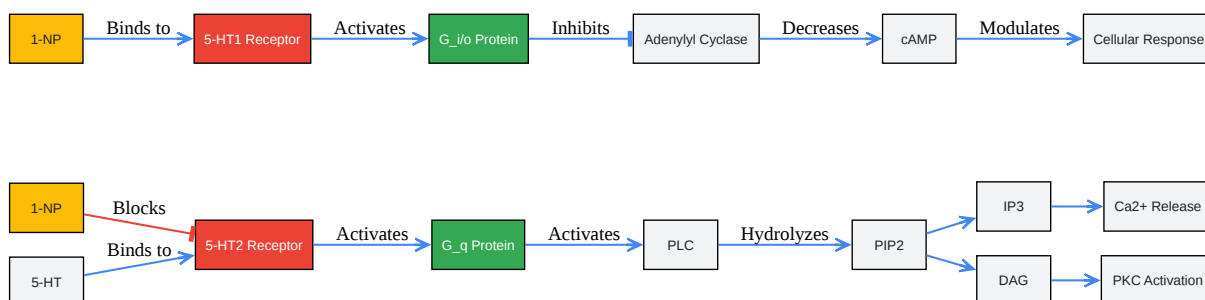 1-NP
Binds to
5-HT1 Receptor
Activates
G_i/o Protein
Inhibits
Adenylyl Cyclase
Decreases
cAMP
Modulates
Cellular Response
1-NP
Blocks
5-HT
Binds to
5-HT2 Receptor
Activates
G_q Protein
Activates
PLC
Hydrolyzes
PIP2
IP3
Ca2+ Release
DAG
PKC Activation